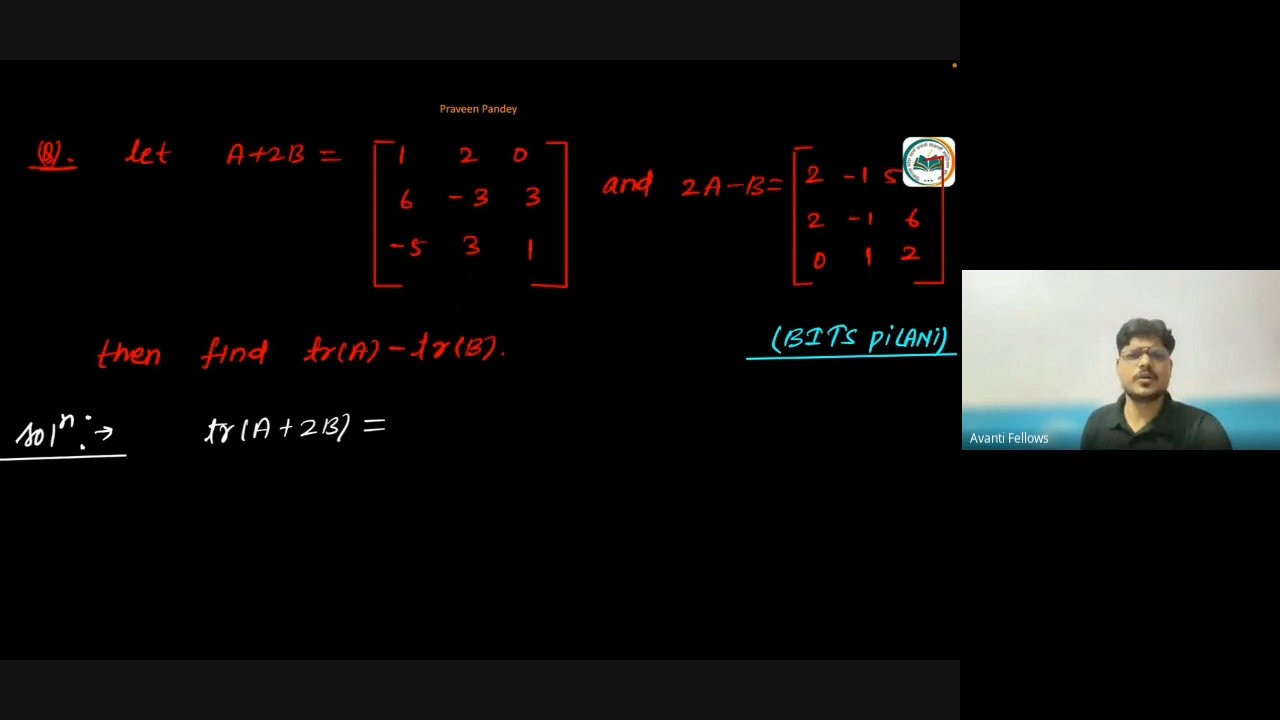 Praveen Pandey
(Q). let A+2B = [1 2 0 and 2A-B= [2 -1 5
6 -3 3 2 -1 6
-5 3 1] 0 1 2]
then find tr(A)-tr(B).
(BITS PiLANi)
Solⁿ:→ tr(A+2B) =
Avanti Fellows